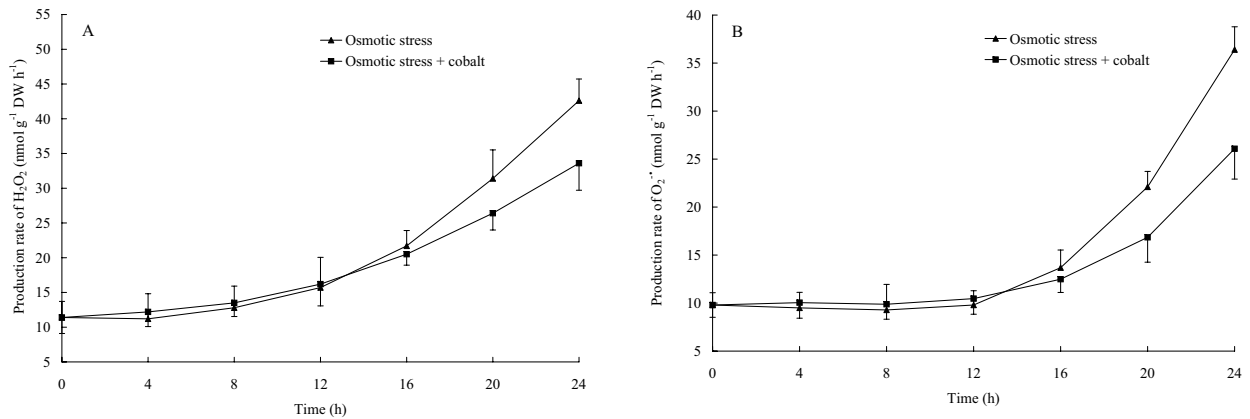 A
Osmotic stress
Osmotic stress + cobalt
Production rate of H₂O₂ (nmol g⁻¹ DW h⁻¹)
55
50
45
40
35
30
25
20
15
10
5
0 4 8 12 16 20 24
Time (h)
B
Osmotic stress
Osmotic stress + cobalt
Production rate of O₂⁻• (nmol g⁻¹ DW h⁻¹)
40
35
30
25
20
15
10
5
0 4 8 12 16 20 24
Time (h)